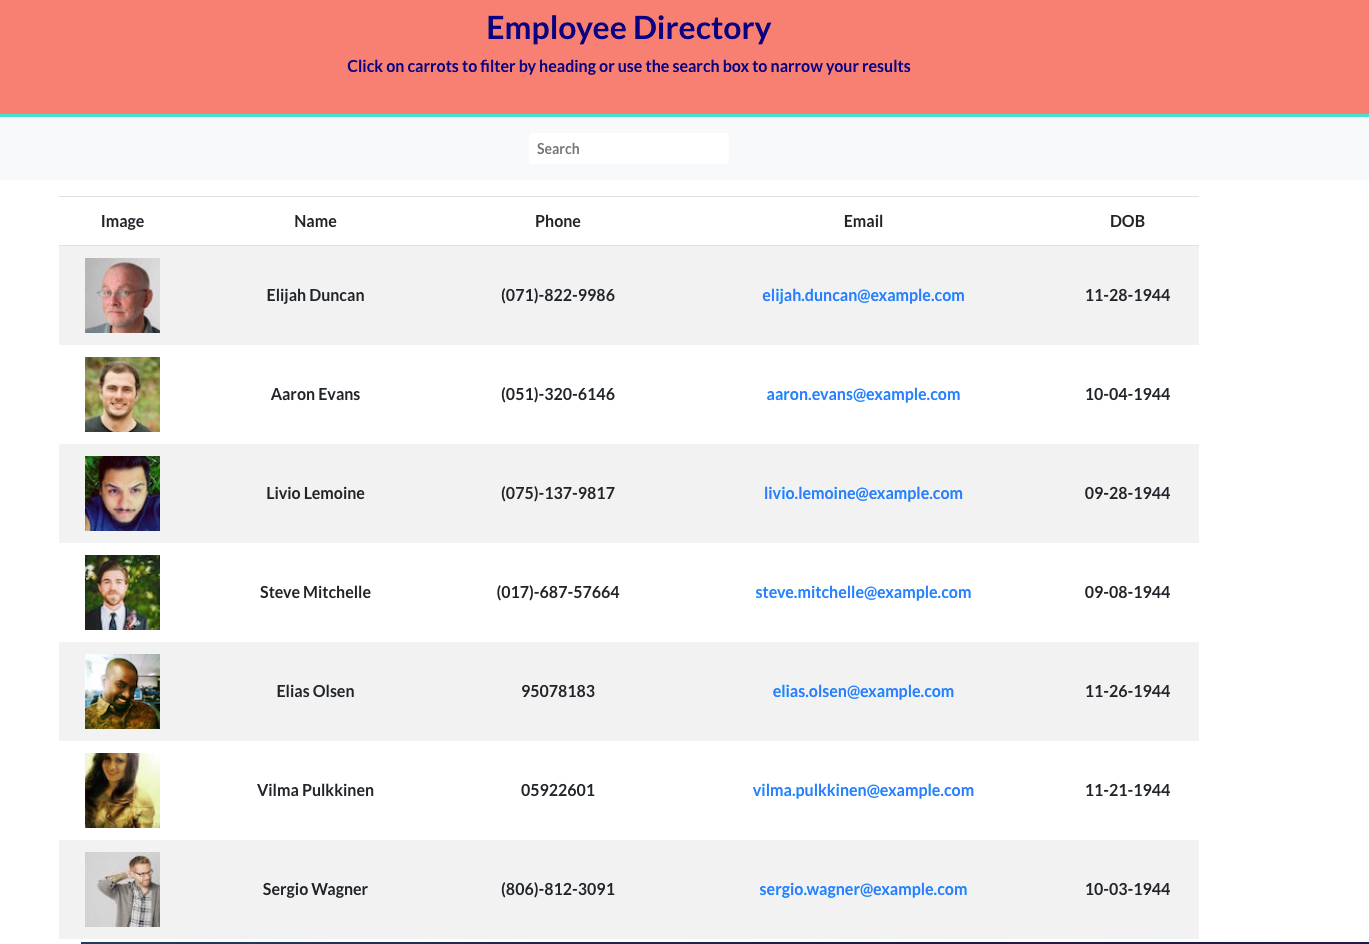 Employee Directory
Click on carrots to filter by heading or use the search box to narrow your results
Search
Image Name Phone Email DOB
Elijah Duncan (071)-822-9986 elijah.duncan@example.com 11-28-1944
Aaron Evans (051)-320-6146 aaron.evans@example.com 10-04-1944
Livio Lemoine (075)-137-9817 livio.lemoine@example.com 09-28-1944
Steve Mitchelle (017)-687-57664 steve.mitchelle@example.com 09-08-1944
Elias Olsen 95078183 elias.olsen@example.com 11-26-1944
Vilma Pulkkinen 05922601 vilma.pulkkinen@example.com 11-21-1944
Sergio Wagner (806)-812-3091 sergio.wagner@example.com 10-03-1944